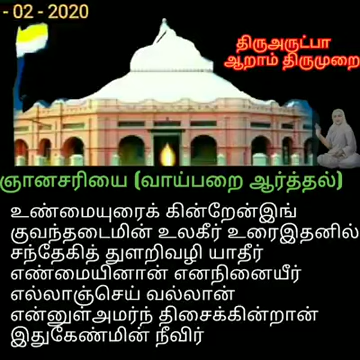 - 02 - 2020
திருஅருட்பா
ஆறாம் திருமுறை
ஞானசரியை (வாய்பறை ஆர்த்தல்)
உண்மையுரைக் கின்றேன்இங்
குவந்தடைமின் உலகீர் உரைஇதனில்
சந்தேகித் துளறிவழி யாதீர்
எண்மையினான் எனநினையீர்
எல்லாஞ்செய் வல்லான்
என்னுள்அமர்ந் திசைக்கின்றான்
இதுகேண்மின் நீவிர்